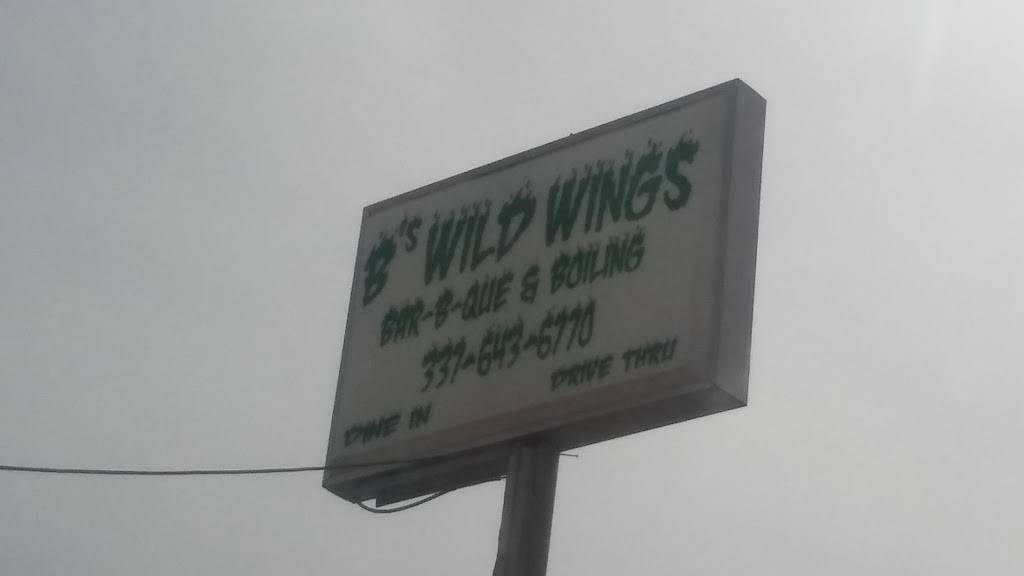 B'S WILD WINGS
BAR-B-QUE & BOILING
337-643-6770
DINE IN DRIVE THRU